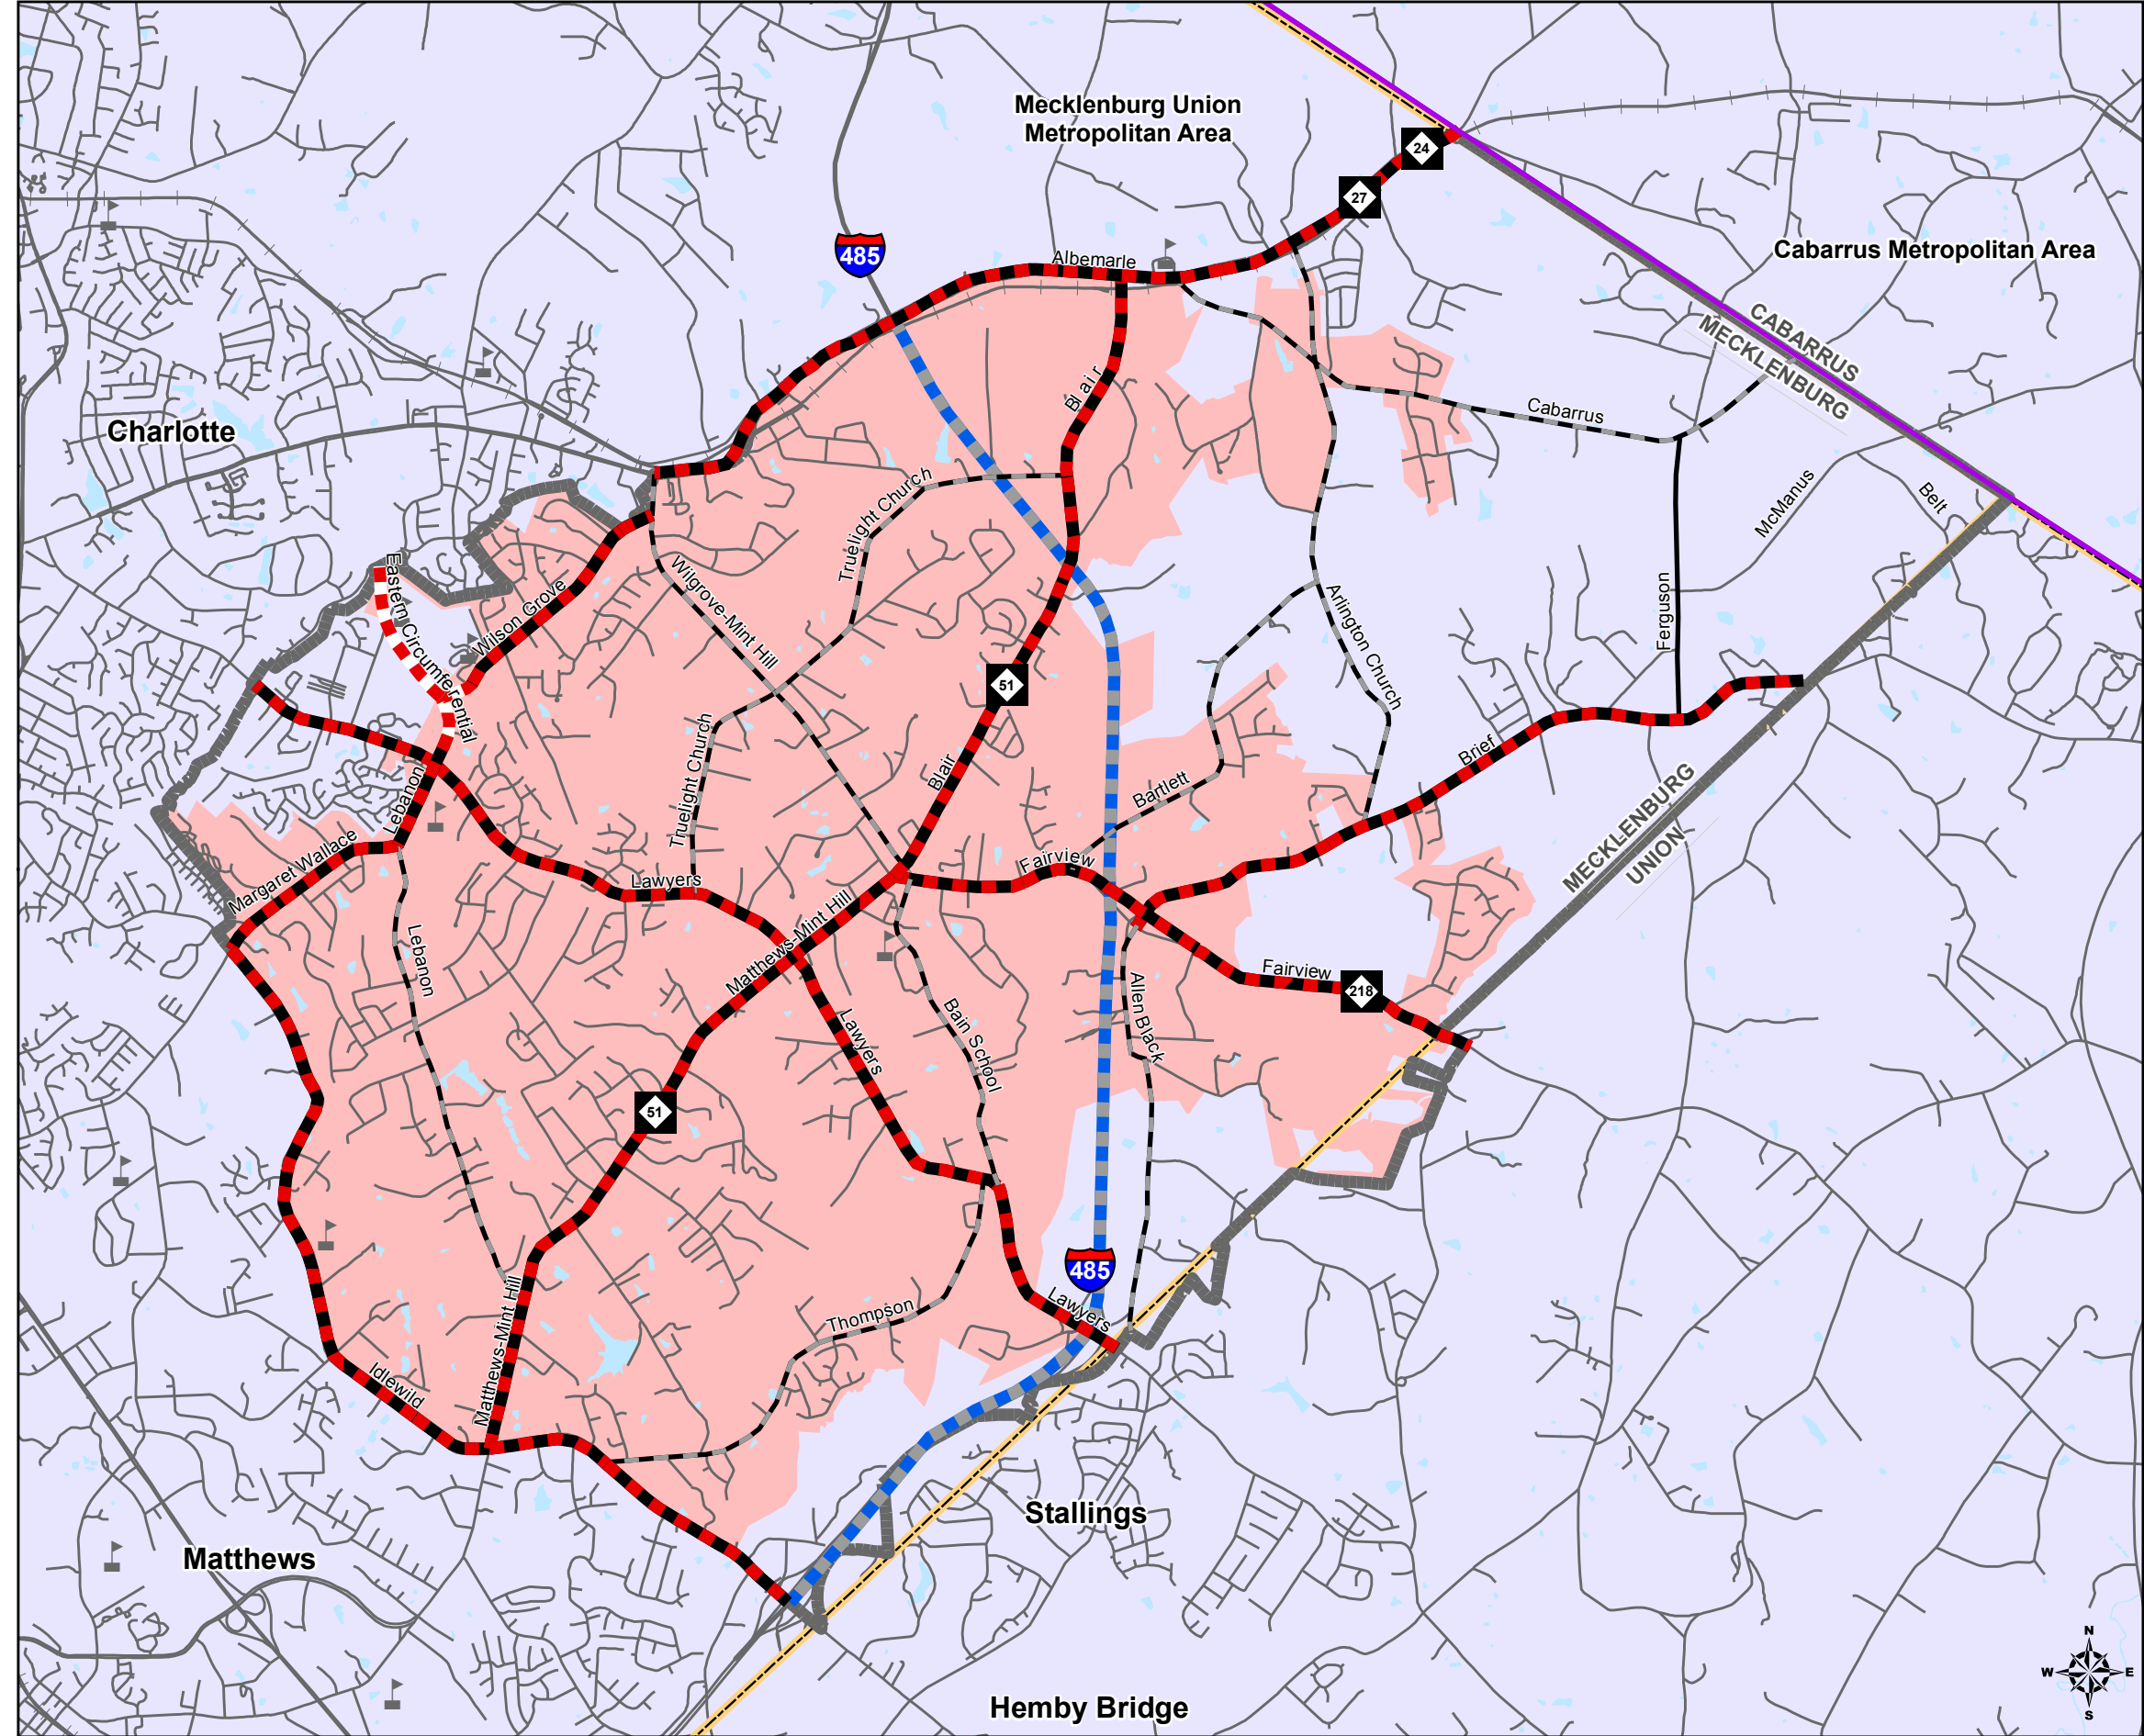 Mecklenburg Union
Metropolitan Area
24
27
Cabarrus Metropolitan Area
485
Albemarle
CABARRUS
MECKLENBURG
Blair
Cabarrus
Charlotte
Truelight Church
McManus
Belt
Eastern Circumferential
Wilson Grove
Wilgrove-Mint Hill
Arlington Church
Ferguson
51
Truelight Church
Blair
Brief
Lebanon
Bartlett
MECKLENBURG
UNION
Margaret Wallace
Lawyers
Fairview
Matthews-Mint Hill
Lebanon
Fairview
218
Allen Black
Bain School
Lawyers
51
485
Lawyers
Thompson
Matthews-Mint Hill
Idlewild
Stallings
Matthews
Hemby Bridge
N
W
E
S